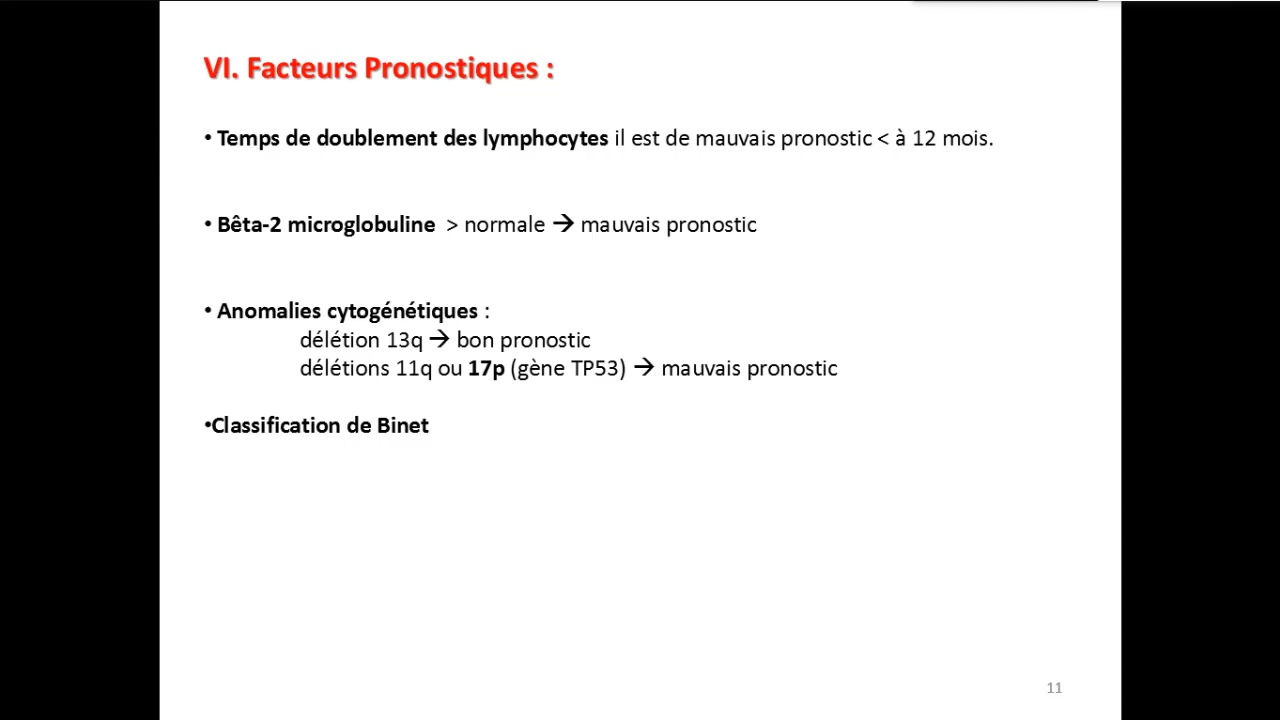 VI. Facteurs Pronostiques :
• Temps de doublement des lymphocytes il est de mauvais pronostic < à 12 mois.
• Bêta-2 microglobuline > normale → mauvais pronostic
• Anomalies cytogénétiques :
délétion 13q → bon pronostic
délétions 11q ou 17p (gène TP53) → mauvais pronostic
•Classification de Binet
11